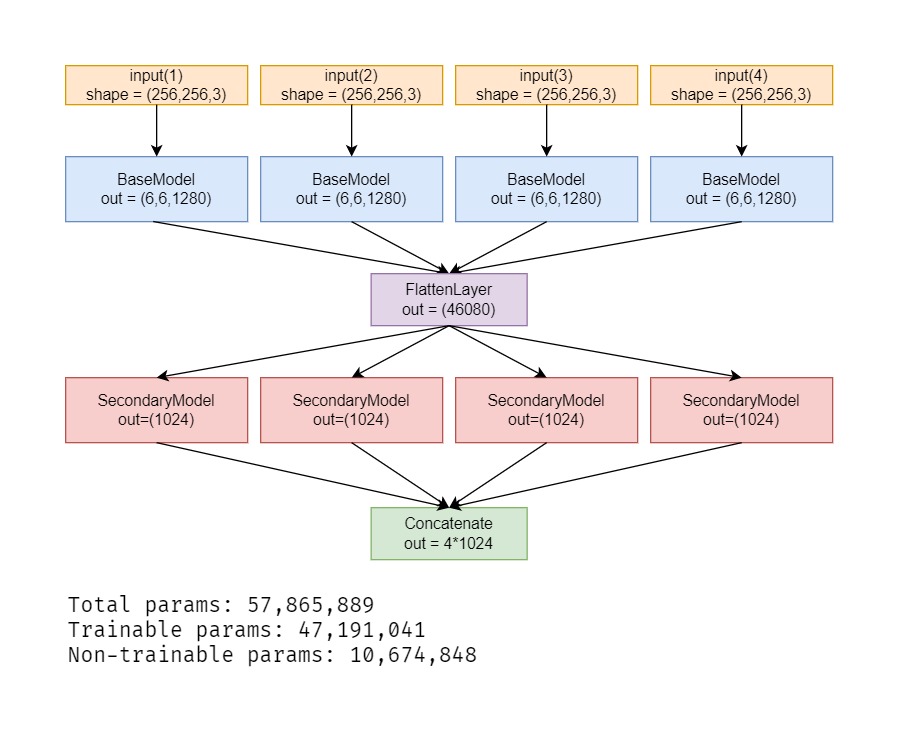 input(1)
shape = (256,256,3)
input(2)
shape = (256,256,3)
input(3)
shape = (256,256,3)
input(4)
shape = (256,256,3)
BaseModel
out = (6,6,1280)
BaseModel
out = (6,6,1280)
BaseModel
out = (6,6,1280)
BaseModel
out = (6,6,1280)
FlattenLayer
out = (46080)
SecondaryModel
out=(1024)
SecondaryModel
out=(1024)
SecondaryModel
out=(1024)
SecondaryModel
out=(1024)
Concatenate
out = 4*1024
Total params: 57,865,889
Trainable params: 47,191,041
Non-trainable params: 10,674,848